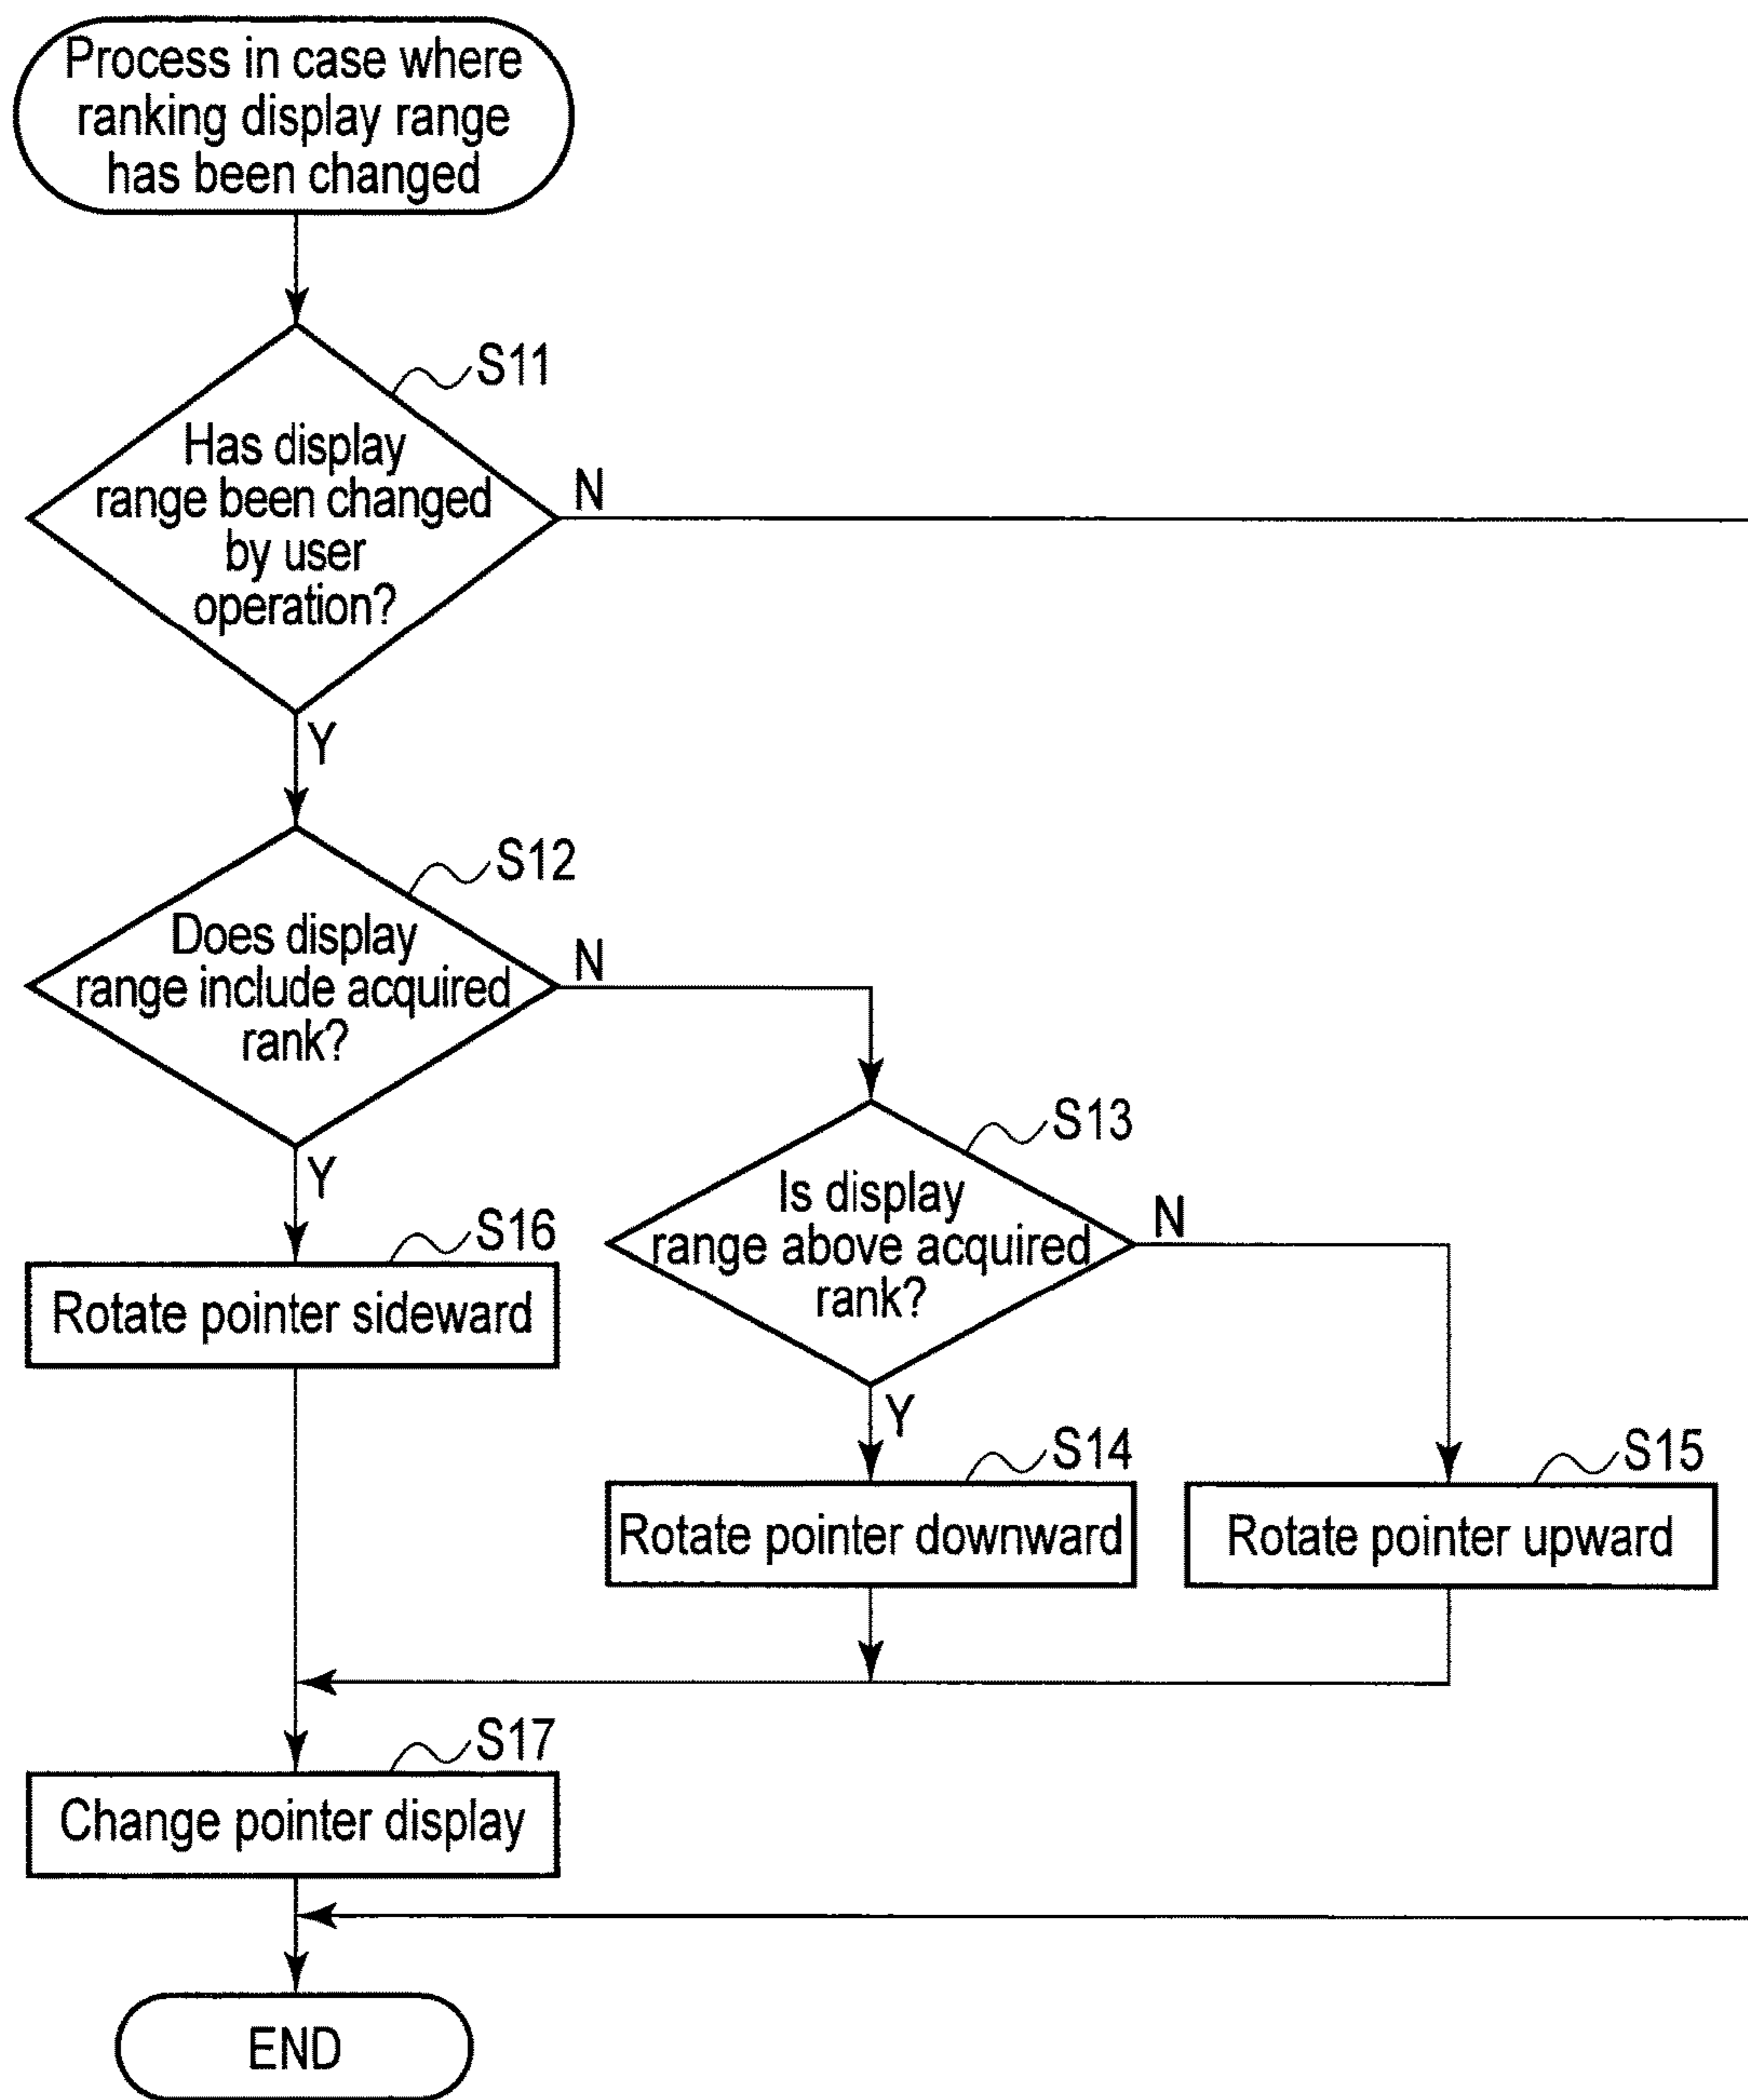 Process in case where
ranking display range
has been changed
S11
Has display
range been changed
by user
operation?
N
Y
S12
Does display
range include acquired
rank?
N
Y
S13
Is display
range above acquired
rank?
N
Y
S16
Rotate pointer sideward
S14
Rotate pointer downward
S15
Rotate pointer upward
S17
Change pointer display
END